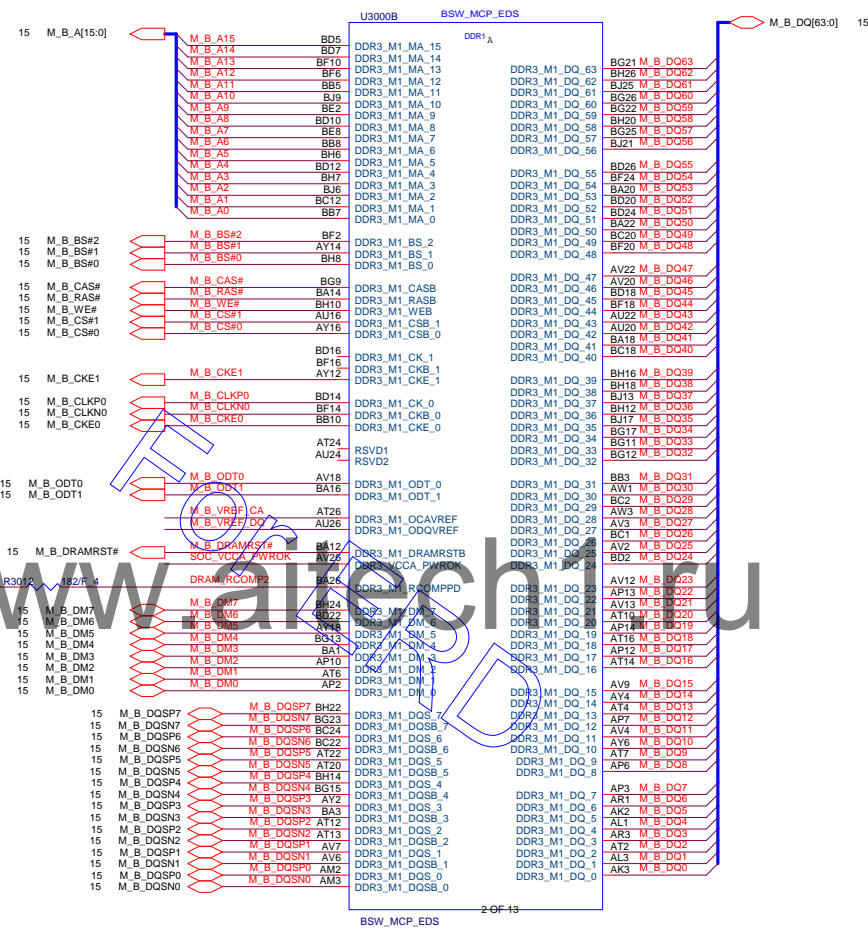 U3000B BSW_MCP_EDS
DDR1 A
15 M_B_A[15:0]
M_B_DQ[63:0] 15
M_B_A15 BD5 DDR3_M1_MA_15
M_B_A14 BD7 DDR3_M1_MA_14
M_B_A13 BF10 DDR3_M1_MA_13
M_B_A12 BF6 DDR3_M1_MA_12
M_B_A11 BB5 DDR3_M1_MA_11
M_B_A10 BJ9 DDR3_M1_MA_10
M_B_A9 BE2 DDR3_M1_MA_9
M_B_A8 BD10 DDR3_M1_MA_8
M_B_A7 BE8 DDR3_M1_MA_7
M_B_A6 BB8 DDR3_M1_MA_6
M_B_A5 BH6 DDR3_M1_MA_5
M_B_A4 BD12 DDR3_M1_MA_4
M_B_A3 BH7 DDR3_M1_MA_3
M_B_A2 BJ6 DDR3_M1_MA_2
M_B_A1 BC12 DDR3_M1_MA_1
M_B_A0 BB7 DDR3_M1_MA_0
15 M_B_BS#2 M_B_BS#2 BF2 DDR3_M1_BS_2
15 M_B_BS#1 M_B_BS#1 AY14 DDR3_M1_BS_1
15 M_B_BS#0 M_B_BS#0 BH8 DDR3_M1_BS_0
15 M_B_CAS# M_B_CAS# BG9 DDR3_M1_CASB
15 M_B_RAS# M_B_RAS# BA14 DDR3_M1_RASB
15 M_B_WE# M_B_WE# BH10 DDR3_M1_WEB
15 M_B_CS#1 M_B_CS#1 AU16 DDR3_M1_CSB_1
15 M_B_CS#0 M_B_CS#0 AY16 DDR3_M1_CSB_0
BD16 DDR3_M1_CK_1
BF16 DDR3_M1_CKB_1
15 M_B_CKE1 M_B_CKE1 AY12 DDR3_M1_CKE_1
15 M_B_CLKP0 M_B_CLKP0 BD14 DDR3_M1_CK_0
15 M_B_CLKN0 M_B_CLKN0 BF14 DDR3_M1_CKB_0
15 M_B_CKE0 M_B_CKE0 BB10 DDR3_M1_CKE_0
AT24 RSVD1
AU24 RSVD2
15 M_B_ODT0 M_B_ODT0 AV18 DDR3_M1_ODT_0
15 M_B_ODT1 M_B_ODT1 BA16 DDR3_M1_ODT_1
M_B_VREF_CA AT26 DDR3_M1_OCAVREF
M_B_VREF_DQ AU26 DDR3_M1_ODQVREF
15 M_B_DRAMRST# M_B_DRAMRST# BA12 DDR3_M1_DRAMRSTB
SOC_VCCA_PWROK AV26 DDR3_VCCA_PWROK
R3012 182/F_4 DRAM_RCOMP2 BA26 DDR3_M1_RCOMPPD
15 M_B_DM7 M_B_DM7 BH24 DDR3_M1_DM_7
15 M_B_DM6 M_B_DM6 BD22 DDR3_M1_DM_6
15 M_B_DM5 M_B_DM5 AY18 DDR3_M1_DM_5
15 M_B_DM4 M_B_DM4 BG13 DDR3_M1_DM_4
15 M_B_DM3 M_B_DM3 BA1 DDR3_M1_DM_3
15 M_B_DM2 M_B_DM2 AP10 DDR3_M1_DM_2
15 M_B_DM1 M_B_DM1 AT6 DDR3_M1_DM_1
15 M_B_DM0 M_B_DM0 AP2 DDR3_M1_DM_0
15 M_B_DQSP7 M_B_DQSP7 BH22 DDR3_M1_DQS_7
15 M_B_DQSN7 M_B_DQSN7 BG23 DDR3_M1_DQSB_7
15 M_B_DQSP6 M_B_DQSP6 BC24 DDR3_M1_DQS_6
15 M_B_DQSN6 M_B_DQSN6 BC22 DDR3_M1_DQSB_6
15 M_B_DQSP5 M_B_DQSP5 AT22 DDR3_M1_DQS_5
15 M_B_DQSN5 M_B_DQSN5 AT20 DDR3_M1_DQSB_5
15 M_B_DQSP4 M_B_DQSP4 BH14 DDR3_M1_DQS_4
15 M_B_DQSN4 M_B_DQSN4 BG15 DDR3_M1_DQSB_4
15 M_B_DQSP3 M_B_DQSP3 AY2 DDR3_M1_DQS_3
15 M_B_DQSN3 M_B_DQSN3 BA3 DDR3_M1_DQSB_3
15 M_B_DQSP2 M_B_DQSP2 AT12 DDR3_M1_DQS_2
15 M_B_DQSN2 M_B_DQSN2 AT13 DDR3_M1_DQSB_2
15 M_B_DQSP1 M_B_DQSP1 AV7 DDR3_M1_DQS_1
15 M_B_DQSN1 M_B_DQSN1 AV6 DDR3_M1_DQSB_1
15 M_B_DQSP0 M_B_DQSP0 AM2 DDR3_M1_DQS_0
15 M_B_DQSN0 M_B_DQSN0 AM3 DDR3_M1_DQSB_0
DDR3_M1_DQ_63 BG21 M_B_DQ63
DDR3_M1_DQ_62 BH26 M_B_DQ62
DDR3_M1_DQ_61 BJ25 M_B_DQ61
DDR3_M1_DQ_60 BG26 M_B_DQ60
DDR3_M1_DQ_59 BG22 M_B_DQ59
DDR3_M1_DQ_58 BH20 M_B_DQ58
DDR3_M1_DQ_57 BG25 M_B_DQ57
DDR3_M1_DQ_56 BJ21 M_B_DQ56
DDR3_M1_DQ_55 BD26 M_B_DQ55
DDR3_M1_DQ_54 BF24 M_B_DQ54
DDR3_M1_DQ_53 BA20 M_B_DQ53
DDR3_M1_DQ_52 BD20 M_B_DQ52
DDR3_M1_DQ_51 BD24 M_B_DQ51
DDR3_M1_DQ_50 BA22 M_B_DQ50
DDR3_M1_DQ_49 BC20 M_B_DQ49
DDR3_M1_DQ_48 BF20 M_B_DQ48
DDR3_M1_DQ_47 AV22 M_B_DQ47
DDR3_M1_DQ_46 AV20 M_B_DQ46
DDR3_M1_DQ_45 BD18 M_B_DQ45
DDR3_M1_DQ_44 BF18 M_B_DQ44
DDR3_M1_DQ_43 AU22 M_B_DQ43
DDR3_M1_DQ_42 AU20 M_B_DQ42
DDR3_M1_DQ_41 BA18 M_B_DQ41
DDR3_M1_DQ_40 BC18 M_B_DQ40
DDR3_M1_DQ_39 BH16 M_B_DQ39
DDR3_M1_DQ_38 BH18 M_B_DQ38
DDR3_M1_DQ_37 BJ13 M_B_DQ37
DDR3_M1_DQ_36 BH12 M_B_DQ36
DDR3_M1_DQ_35 BJ17 M_B_DQ35
DDR3_M1_DQ_34 BG17 M_B_DQ34
DDR3_M1_DQ_33 BG11 M_B_DQ33
DDR3_M1_DQ_32 BG12 M_B_DQ32
DDR3_M1_DQ_31 BB3 M_B_DQ31
DDR3_M1_DQ_30 AW1 M_B_DQ30
DDR3_M1_DQ_29 BC2 M_B_DQ29
DDR3_M1_DQ_28 AW3 M_B_DQ28
DDR3_M1_DQ_27 AV3 M_B_DQ27
DDR3_M1_DQ_26 BC1 M_B_DQ26
DDR3_M1_DQ_25 AV2 M_B_DQ25
DDR3_M1_DQ_24 BD2 M_B_DQ24
DDR3_M1_DQ_23 AV12 M_B_DQ23
DDR3_M1_DQ_22 AP13 M_B_DQ22
DDR3_M1_DQ_21 AV13 M_B_DQ21
DDR3_M1_DQ_20 AT10 M_B_DQ20
DDR3_M1_DQ_19 AP14 M_B_DQ19
DDR3_M1_DQ_18 AT16 M_B_DQ18
DDR3_M1_DQ_17 AP12 M_B_DQ17
DDR3_M1_DQ_16 AT14 M_B_DQ16
DDR3_M1_DQ_15 AV9 M_B_DQ15
DDR3_M1_DQ_14 AY4 M_B_DQ14
DDR3_M1_DQ_13 AT4 M_B_DQ13
DDR3_M1_DQ_12 AP7 M_B_DQ12
DDR3_M1_DQ_11 AV4 M_B_DQ11
DDR3_M1_DQ_10 AY6 M_B_DQ10
DDR3_M1_DQ_9 AT7 M_B_DQ9
DDR3_M1_DQ_8 AP6 M_B_DQ8
DDR3_M1_DQ_7 AP3 M_B_DQ7
DDR3_M1_DQ_6 AR1 M_B_DQ6
DDR3_M1_DQ_5 AK2 M_B_DQ5
DDR3_M1_DQ_4 AL1 M_B_DQ4
DDR3_M1_DQ_3 AR3 M_B_DQ3
DDR3_M1_DQ_2 AT2 M_B_DQ2
DDR3_M1_DQ_1 AL3 M_B_DQ1
DDR3_M1_DQ_0 AK3 M_B_DQ0
2 OF 13
BSW_MCP_EDS
www.aitech1.ru